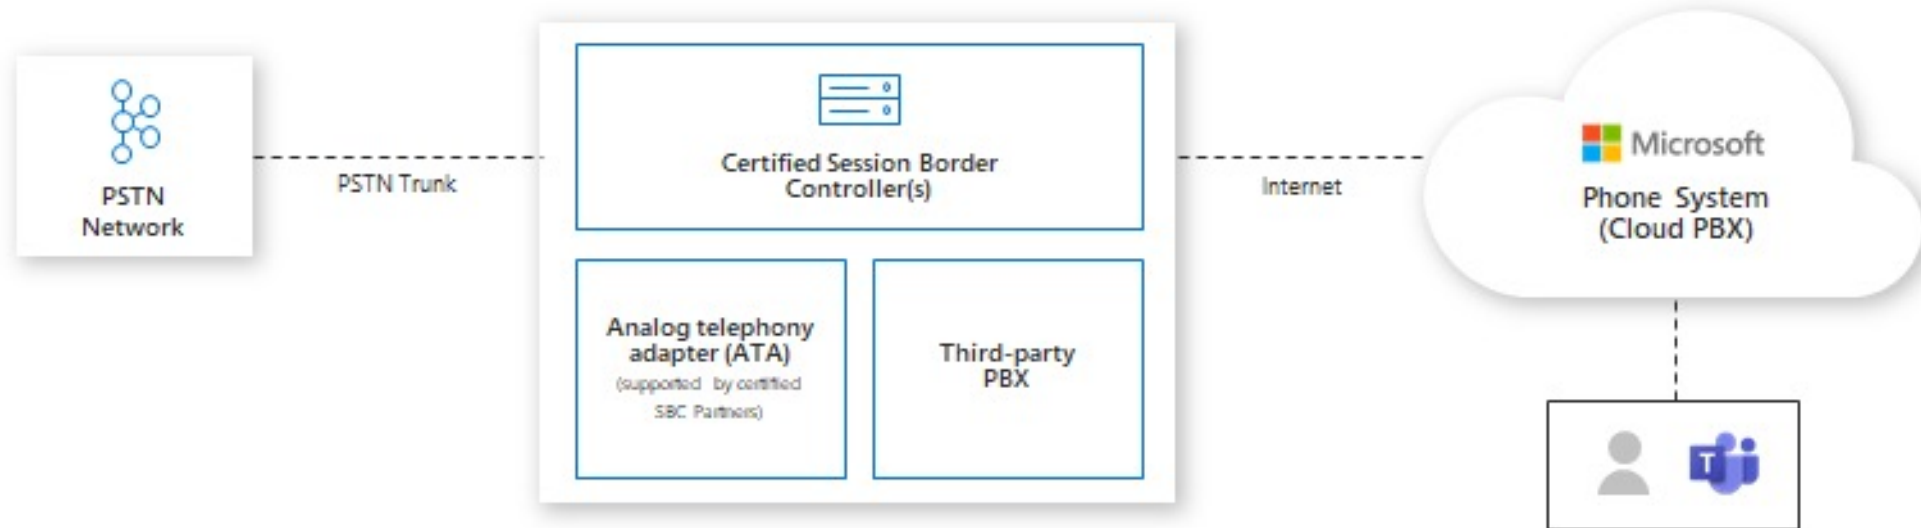 PSTN
Network
PSTN Trunk
Certified Session Border
Controller(s)
Analog telephony
adapter (ATA)
(supported by certified
SBC Partners)
Third-party
PBX
Internet
Microsoft
Phone System
(Cloud PBX)
T